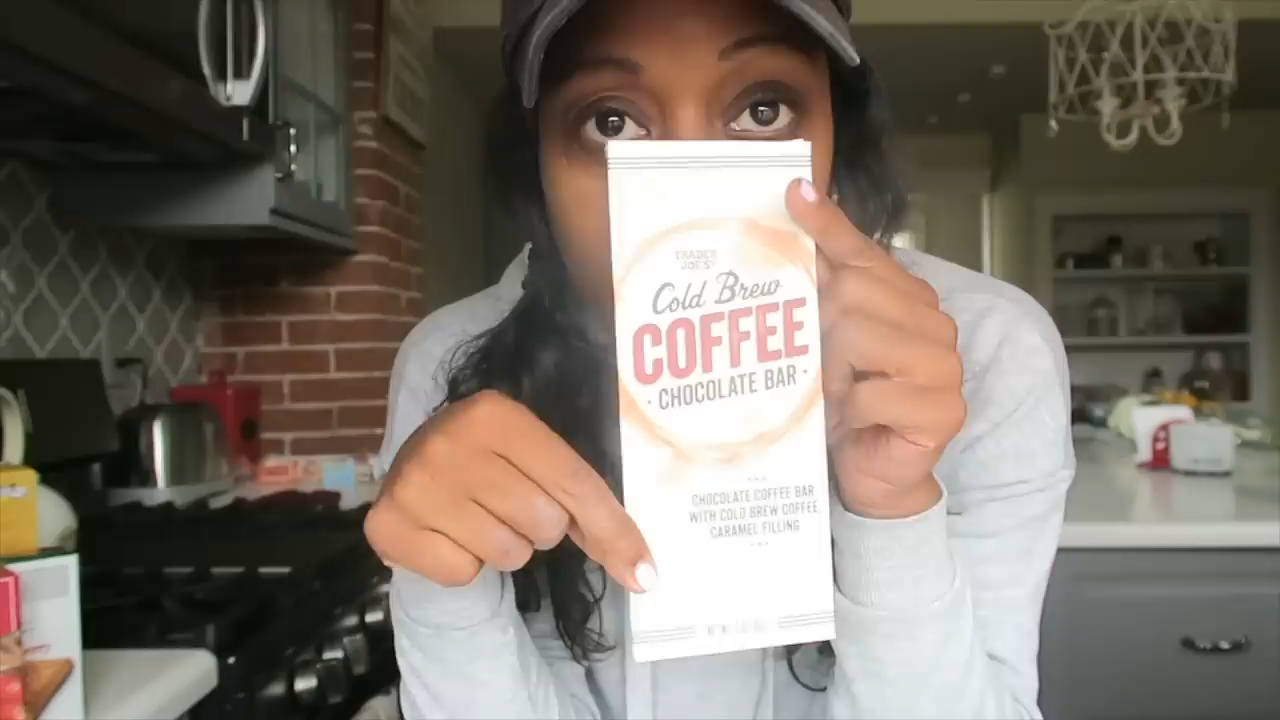 TRADER
JOE'S
Cold Brew
COFFEE
· CHOCOLATE BAR ·
CHOCOLATE COFFEE BAR
WITH COLD BREW COFFEE
CARAMEL FILLING